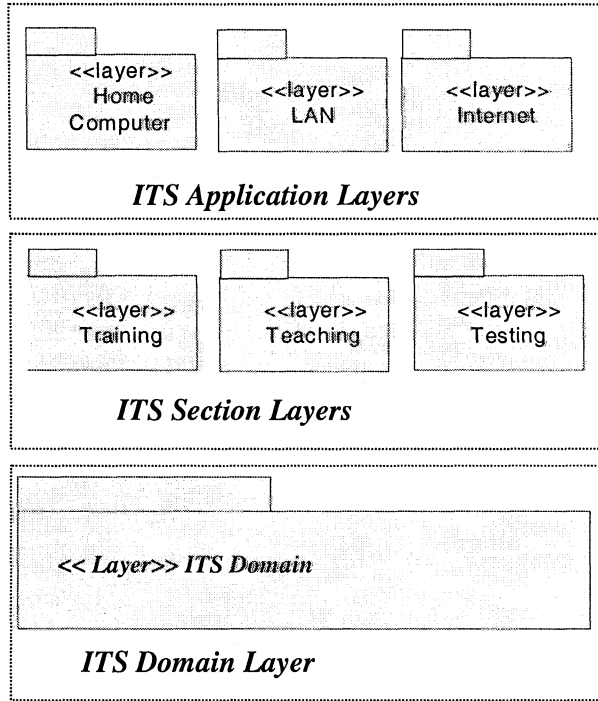 <<layer>>
Home
Computer
<<layer>>
LAN
<<layer>>
Internet
ITS Application Layers
<<layer>>
Training
<<layer>>
Teaching
<<layer>>
Testing
ITS Section Layers
<< Layer>> ITS Domain
ITS Domain Layer